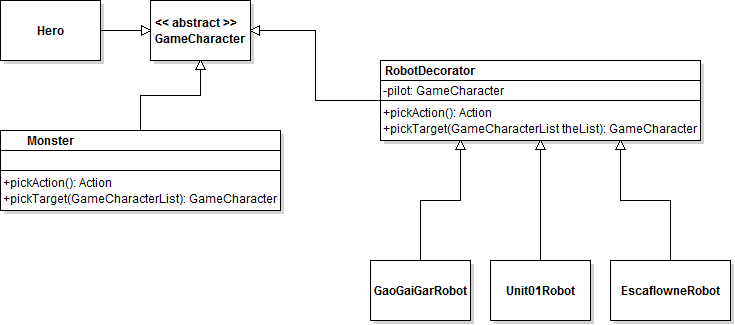 Hero
<< abstract >>
GameCharacter
RobotDecorator
-pilot: GameCharacter
+pickAction(): Action
+pickTarget(GameCharacterList theList): GameCharacter
Monster
+pickAction(): Action
+pickTarget(GameCharacterList): GameCharacter
GaoGaiGarRobot
Unit01Robot
EscaflowneRobot